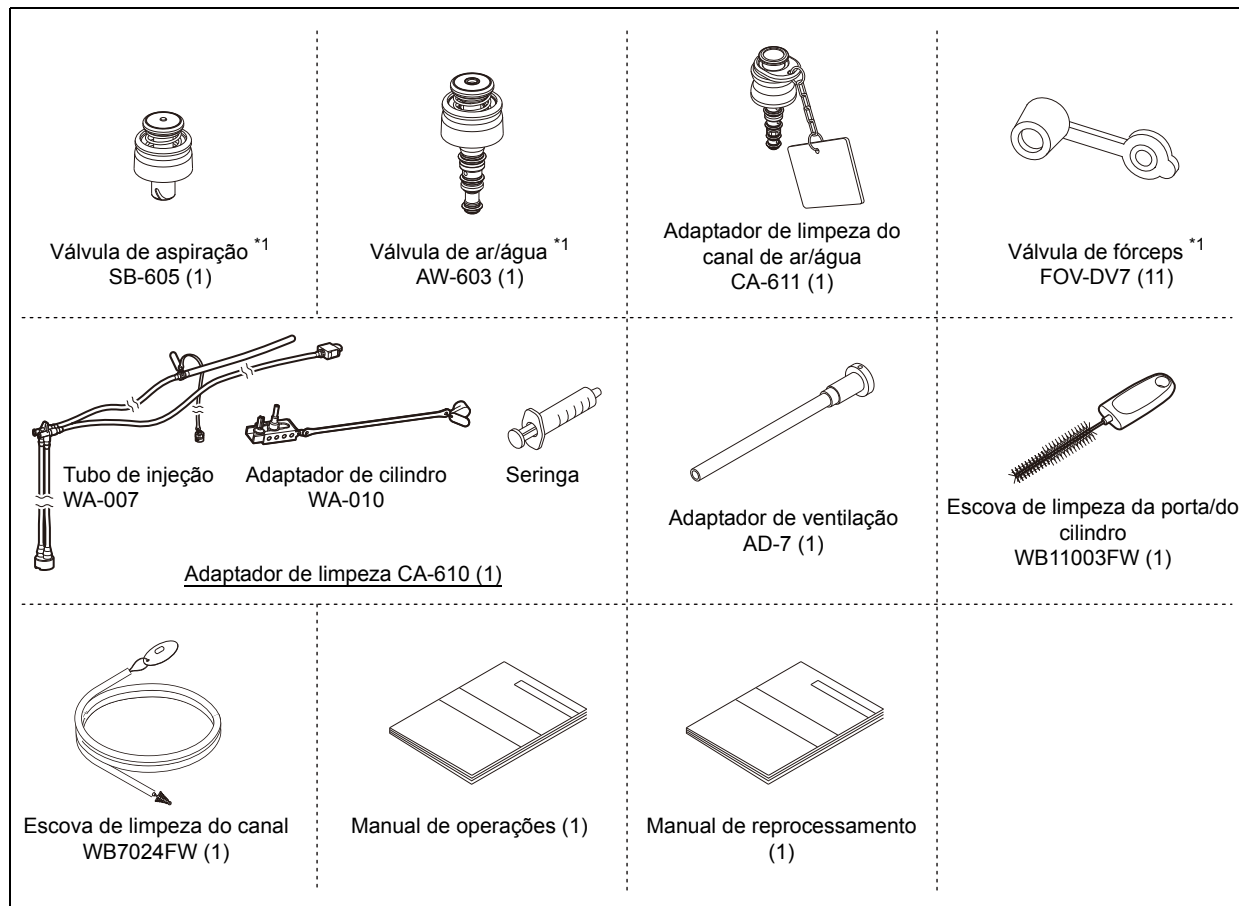 Válvula de aspiração *1
SB-605 (1)
Válvula de ar/água *1
AW-603 (1)
Adaptador de limpeza do
canal de ar/água
CA-611 (1)
Válvula de fórceps *1
FOV-DV7 (11)
Tubo de injeção
WA-007
Adaptador de cilindro
WA-010
Seringa
Adaptador de limpeza CA-610 (1)
Adaptador de ventilação
AD-7 (1)
Escova de limpeza da porta/do
cilindro
WB11003FW (1)
Escova de limpeza do canal
WB7024FW (1)
Manual de operações (1)
Manual de reprocessamento
(1)